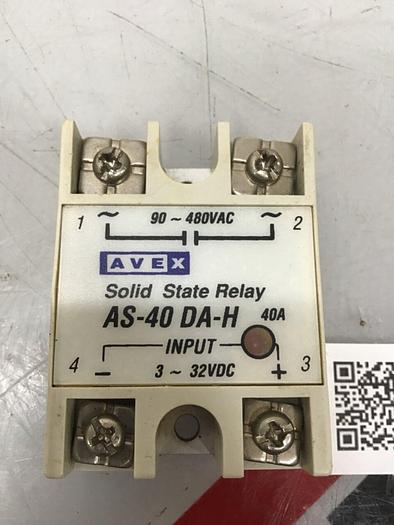 1 ~ 90 ~ 480VAC ~ 2
AVEX
Solid State Relay
AS-40 DA-H 40A
INPUT
4 − 3 ~ 32VDC + 3